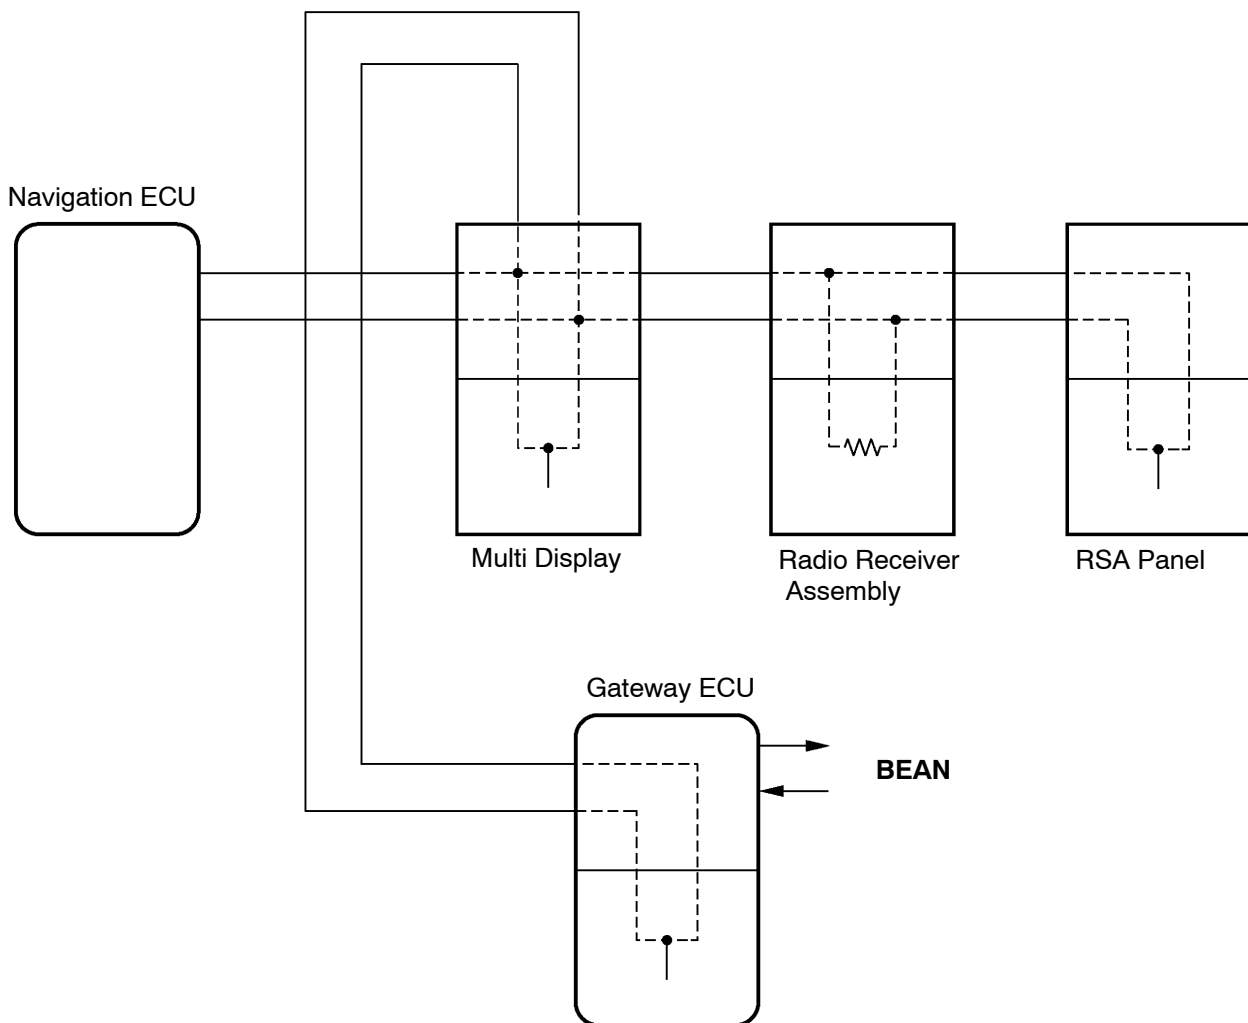 Navigation ECU
Multi Display
Radio Receiver
Assembly
RSA Panel
Gateway ECU
BEAN